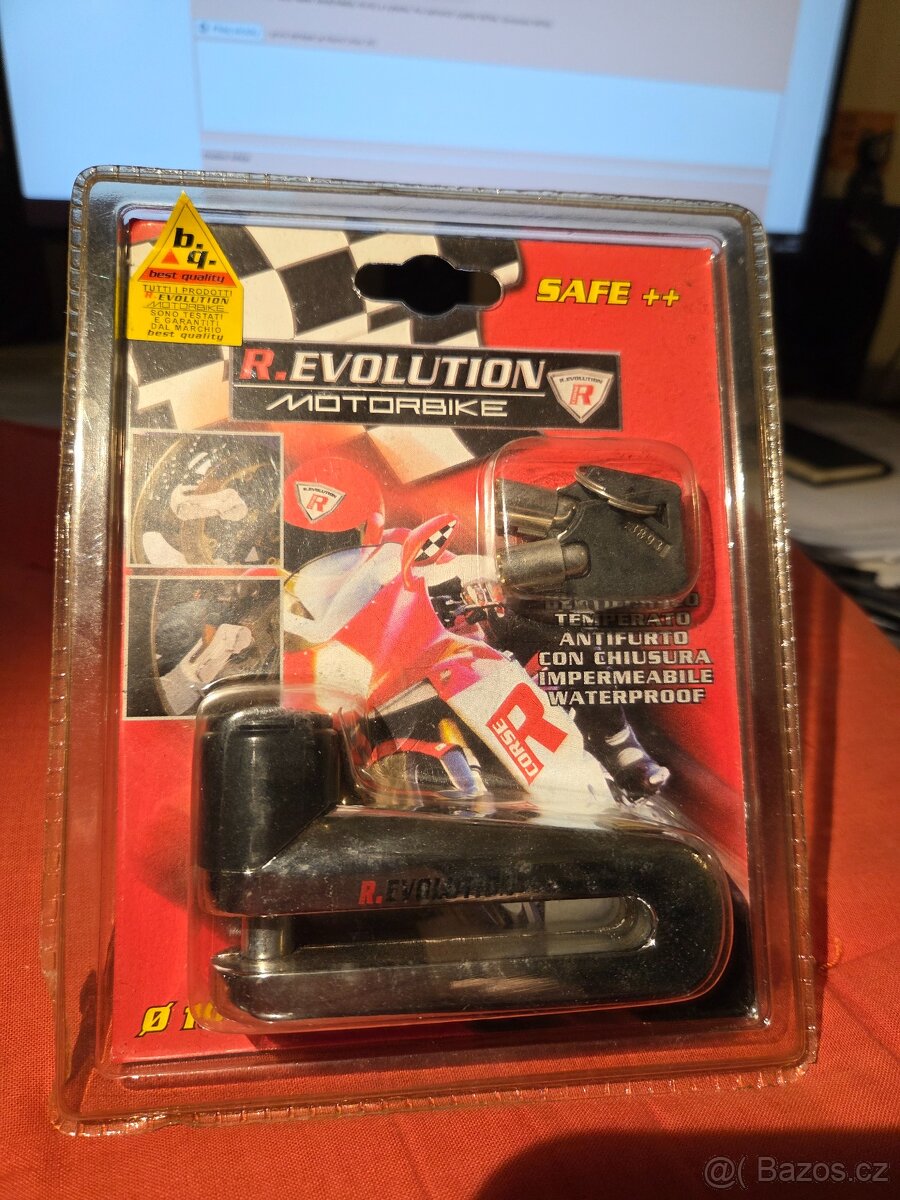 b.
q.
best quality
TUTTI I PRODOTTI
R.EVOLUTION
MOTORBIKE
SONO TESTATI
E GARANTITI
DAL MARCHIO
best quality
SAFE ++
R.EVOLUTION
MOTORBIKE
R.EVOLUTION
R
R.EVOLUTION
R
TEMPERATO
ANTIFURTO
CON CHIUSURA
IMPERMEABILE
WATERPROOF
R
CORSE
R.EVOLUTION
Ø
@( Bazos.cz